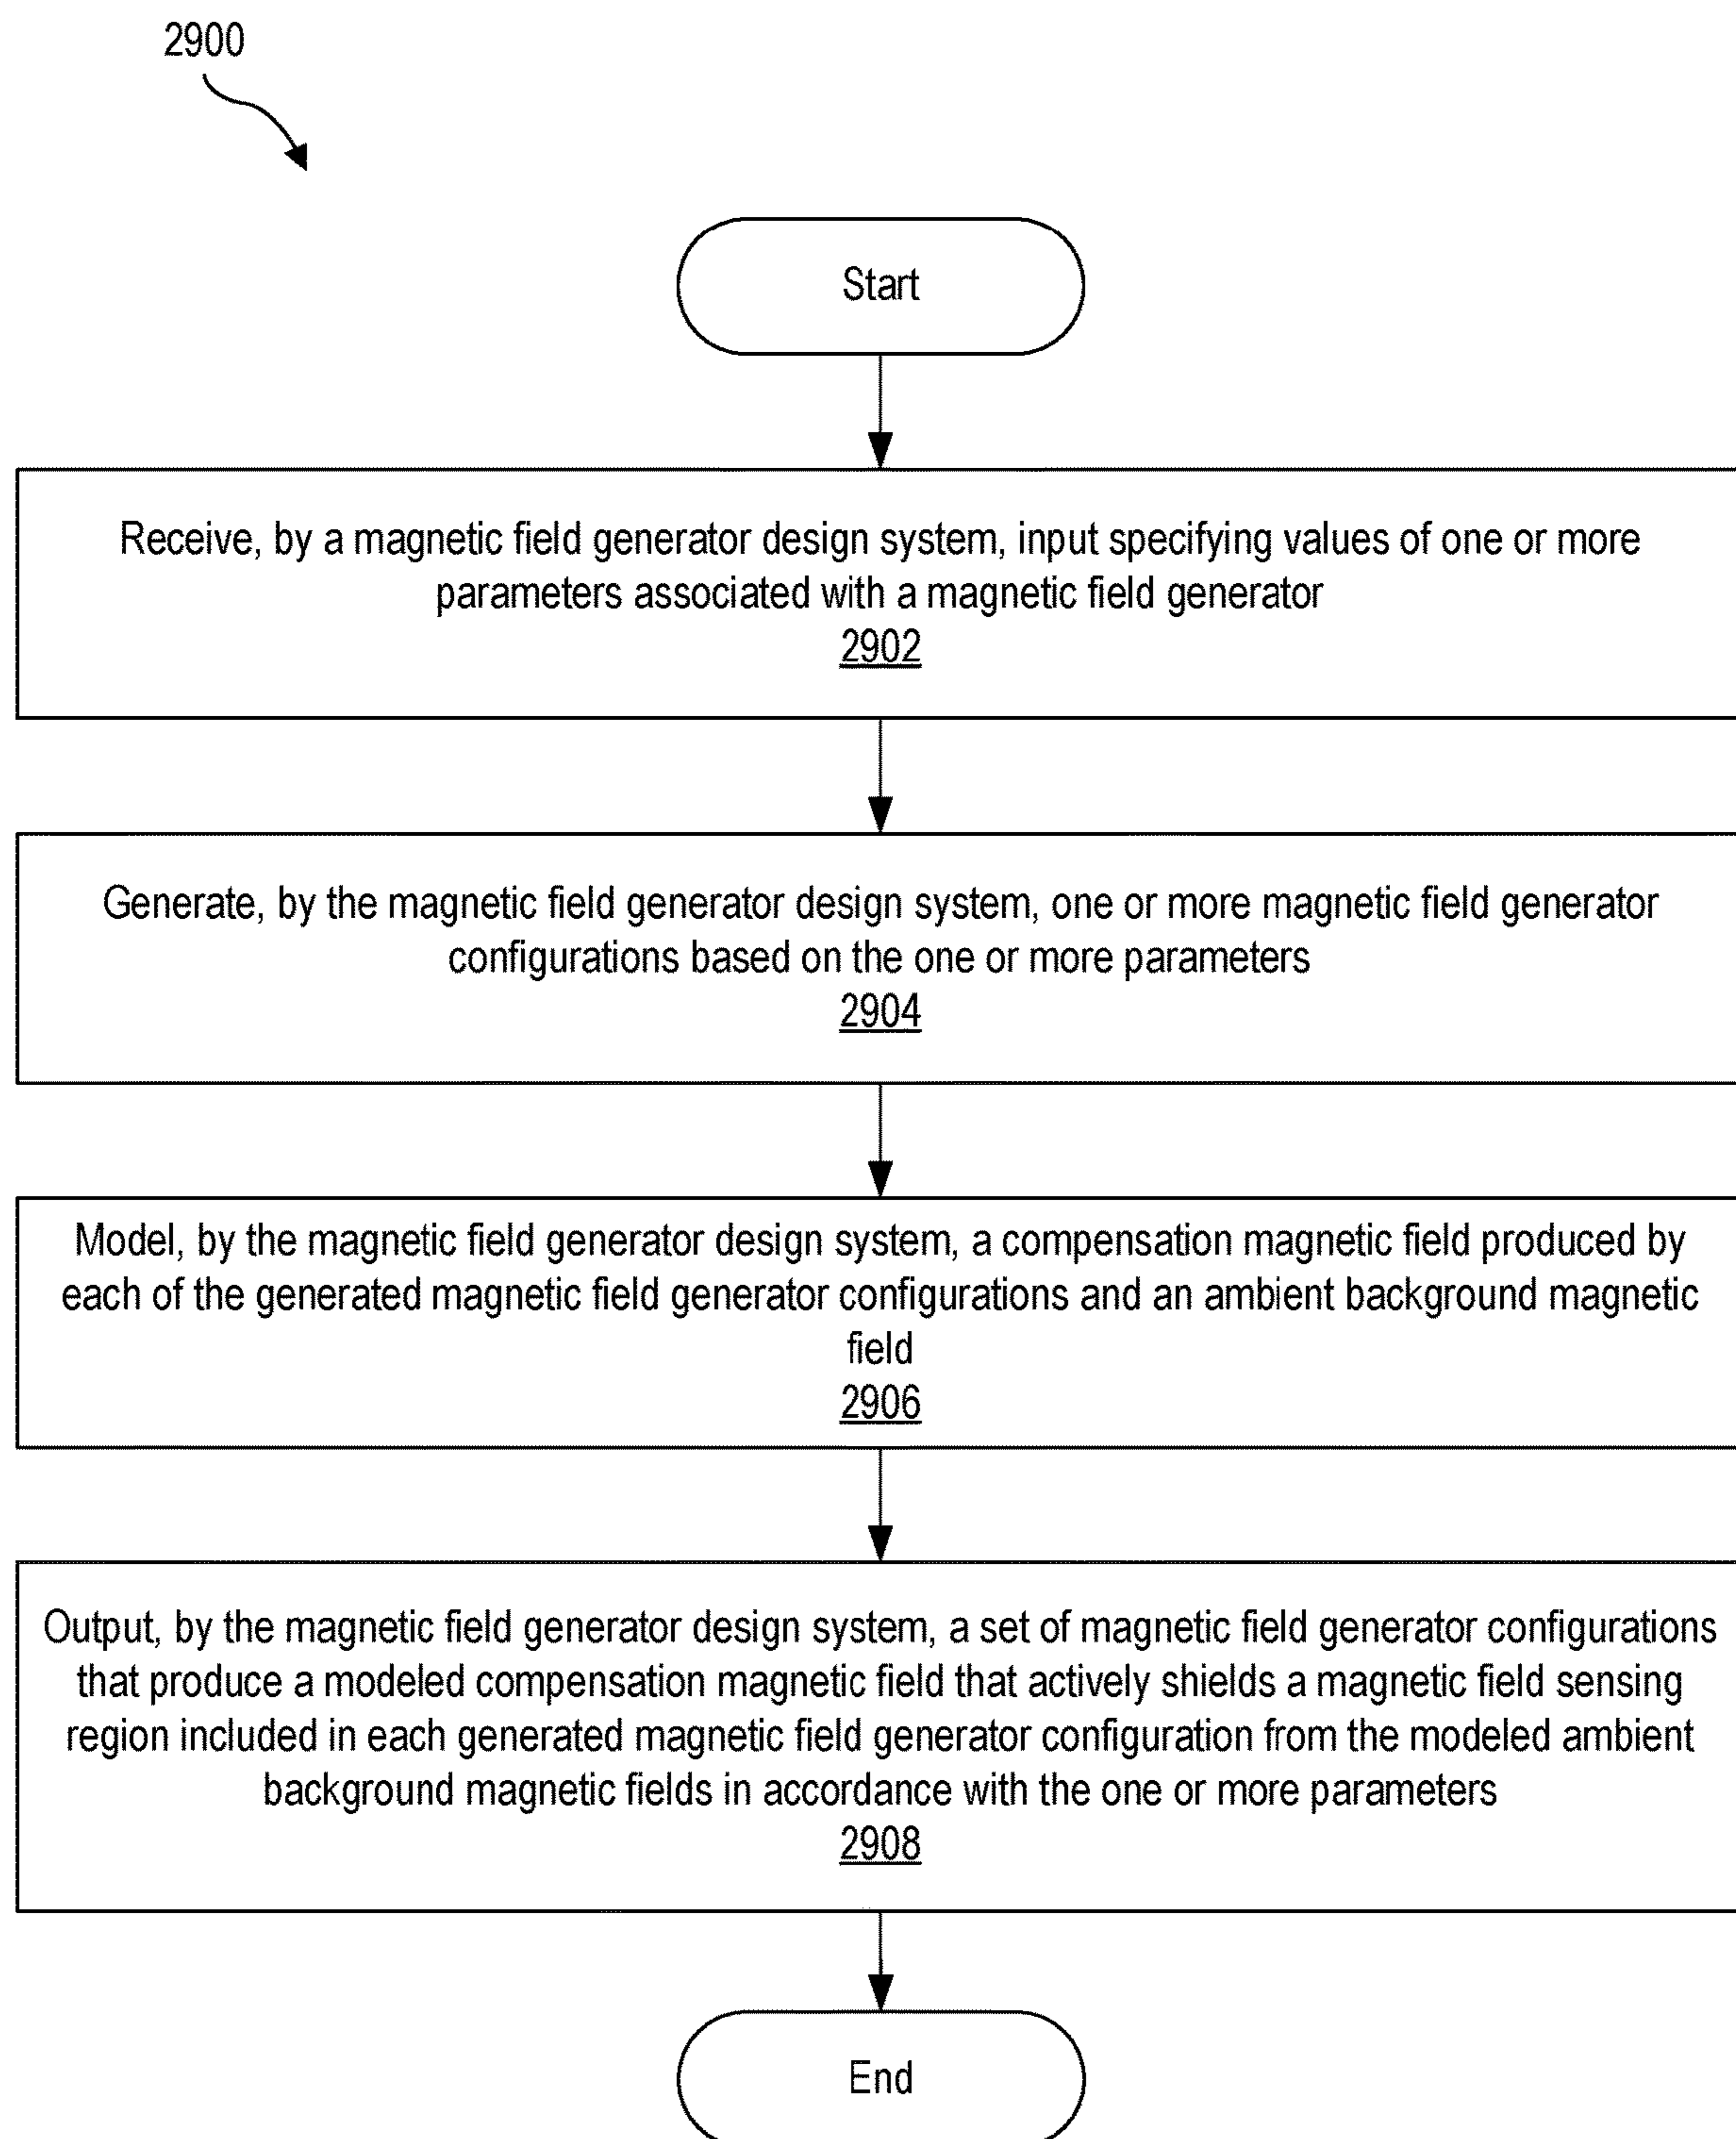 2900
Start
Receive, by a magnetic field generator design system, input specifying values of one or more
parameters associated with a magnetic field generator
2902
Generate, by the magnetic field generator design system, one or more magnetic field generator
configurations based on the one or more parameters
2904
Model, by the magnetic field generator design system, a compensation magnetic field produced by
each of the generated magnetic field generator configurations and an ambient background magnetic
field
2906
Output, by the magnetic field generator design system, a set of magnetic field generator configurations
that produce a modeled compensation magnetic field that actively shields a magnetic field sensing
region included in each generated magnetic field generator configuration from the modeled ambient
background magnetic fields in accordance with the one or more parameters
2908
End